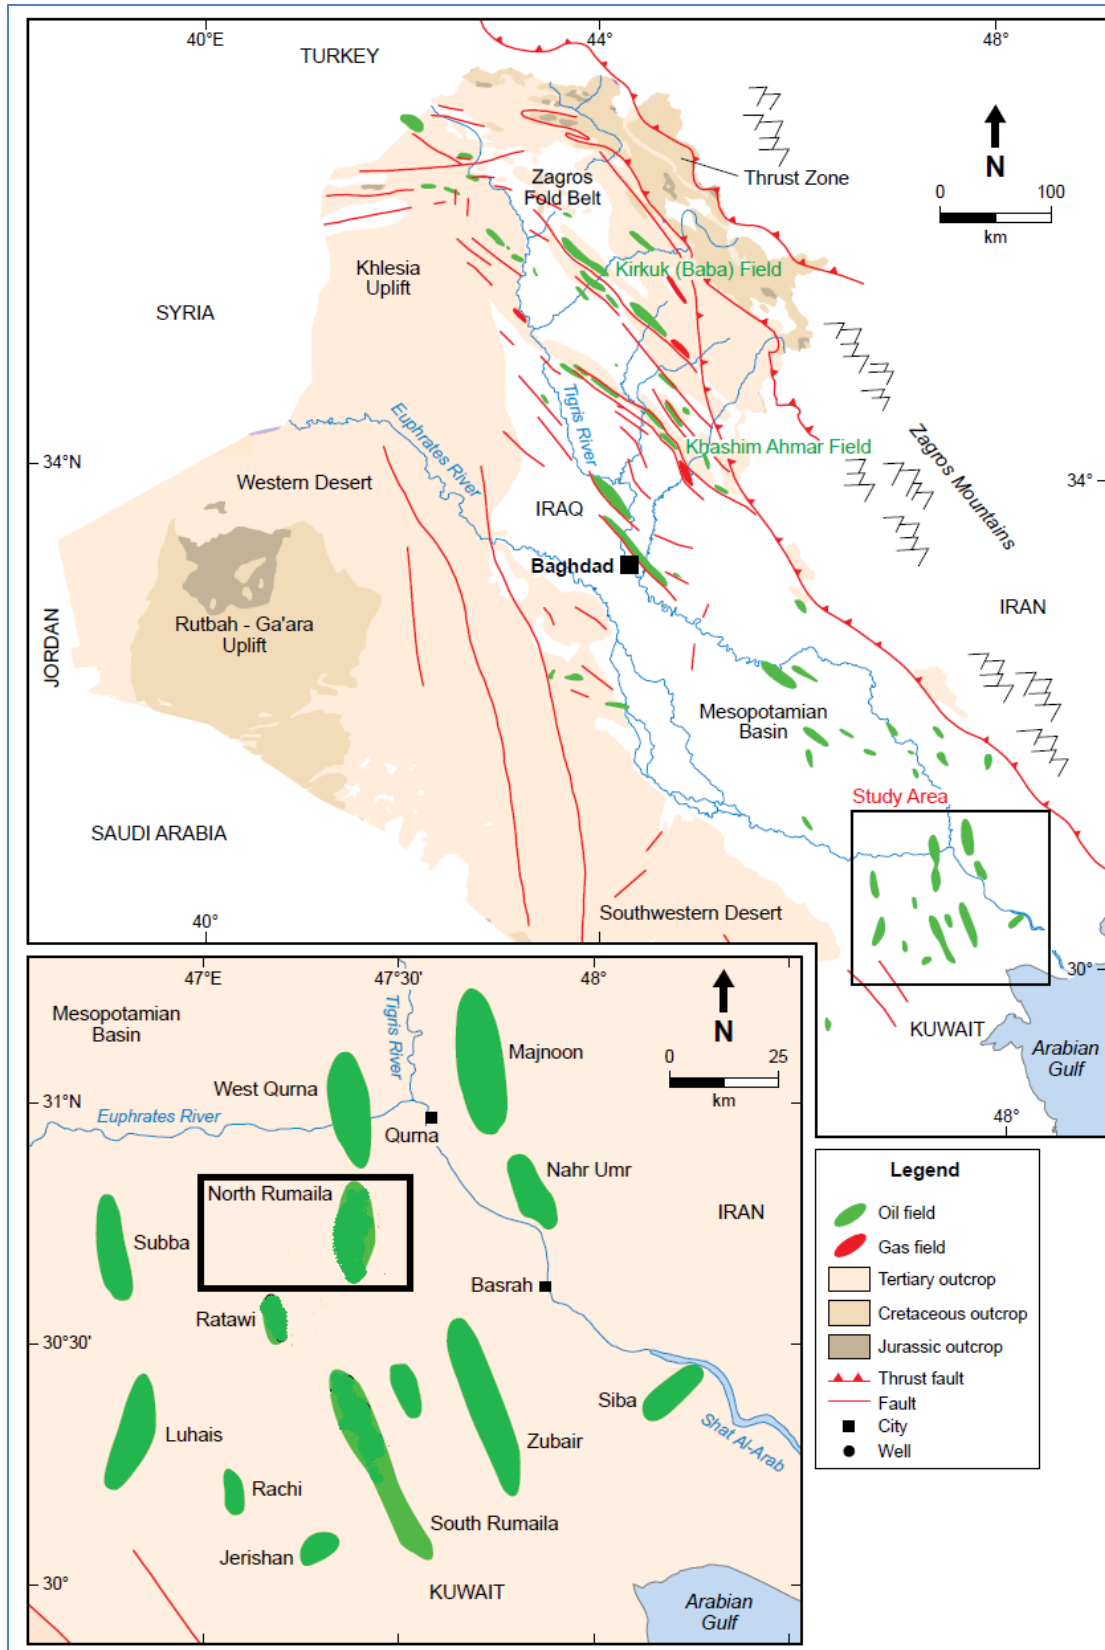 40°E
44°
48°
TURKEY
N
0 100
km
Thrust Zone
Zagros
Fold Belt
Khlesia
Uplift
Kirkuk (Baba) Field
SYRIA
Tigris River
Euphrates River
Khashim Ahmar Field
Zagros Mountains
34°N
34°
Western Desert
IRAQ
Baghdad
IRAN
JORDAN
Rutbah - Ga'ara
Uplift
Mesopotamian
Basin
Study Area
SAUDI ARABIA
40°
Southwestern Desert
30°
KUWAIT
Arabian
Gulf
48°
47°E
47°30'
48°
Mesopotamian
Basin
Tigris River
N
0 25
km
Majnoon
West Qurna
31°N
Euphrates River
Qurna
Nahr Umr
North Rumaila
IRAN
Subba
Basrah
Ratawi
30°30'
Siba
Luhais
Zubair
Shat Al-Arab
Rachi
South Rumaila
Jerishan
30°
KUWAIT
Arabian
Gulf
Legend
Oil field
Gas field
Tertiary outcrop
Cretaceous outcrop
Jurassic outcrop
Thrust fault
Fault
City
Well